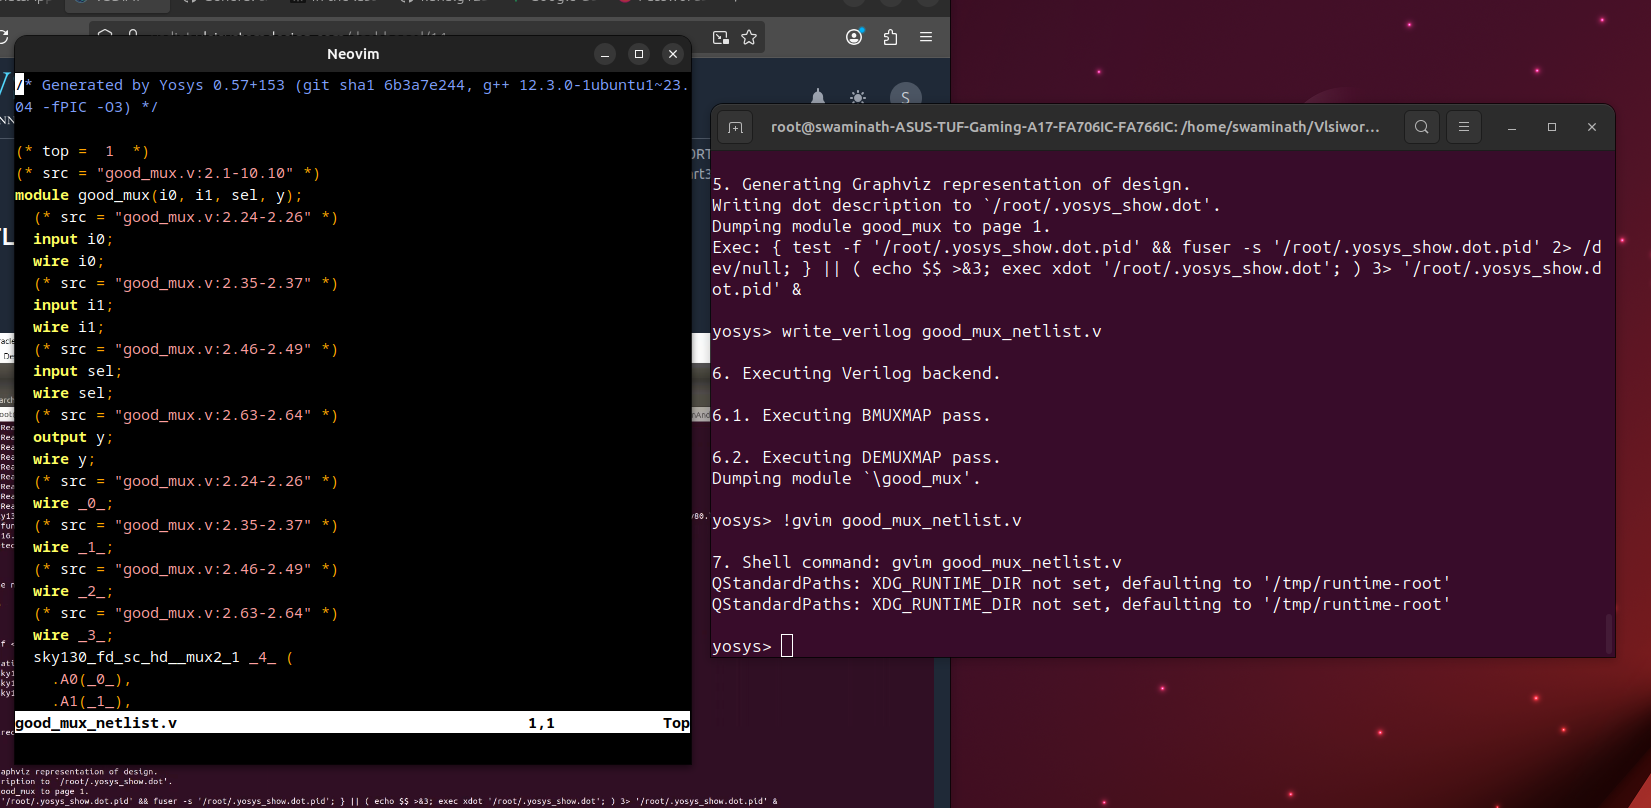 Neovim
/* Generated by Yosys 0.57+153 (git sha1 6b3a7e244, g++ 12.3.0-1ubuntu1~23.
04 -fPIC -O3) */
(* top =  1  *)
(* src = "good_mux.v:2.1-10.10" *)
module good_mux(i0, i1, sel, y);
(* src = "good_mux.v:2.24-2.26" *)
input i0;
wire i0;
(* src = "good_mux.v:2.35-2.37" *)
input i1;
wire i1;
(* src = "good_mux.v:2.46-2.49" *)
input sel;
wire sel;
(* src = "good_mux.v:2.63-2.64" *)
output y;
wire y;
(* src = "good_mux.v:2.24-2.26" *)
wire _0_;
(* src = "good_mux.v:2.35-2.37" *)
wire _1_;
(* src = "good_mux.v:2.46-2.49" *)
wire _2_;
(* src = "good_mux.v:2.63-2.64" *)
wire _3_;
sky130_fd_sc_hd__mux2_1 _4_ (
.A0(_0_),
.A1(_1_),
good_mux_netlist.v 1,1 Top
S
root@swaminath-ASUS-TUF-Gaming-A17-FA706IC-FA766IC: /home/swaminath/Vlsiwor...
5. Generating Graphviz representation of design.
Writing dot description to `/root/.yosys_show.dot'.
Dumping module good_mux to page 1.
Exec: { test -f '/root/.yosys_show.dot.pid' && fuser -s '/root/.yosys_show.dot.pid' 2> /d
ev/null; } || ( echo $$ >&3; exec xdot '/root/.yosys_show.dot'; ) 3> '/root/.yosys_show.d
ot.pid' &
yosys> write_verilog good_mux_netlist.v
6. Executing Verilog backend.
6.1. Executing BMUXMAP pass.
6.2. Executing DEMUXMAP pass.
Dumping module `\good_mux'.
yosys> !gvim good_mux_netlist.v
7. Shell command: gvim good_mux_netlist.v
QStandardPaths: XDG_RUNTIME_DIR not set, defaulting to '/tmp/runtime-root'
QStandardPaths: XDG_RUNTIME_DIR not set, defaulting to '/tmp/runtime-root'
yosys>
aphviz representation of design.
ription to `/root/.yosys_show.dot'.
ood_mux to page 1.
'/root/.yosys_show.dot.pid' && fuser -s '/root/.yosys_show.dot.pid'; } || ( echo $$ >&3; exec xdot '/root/.yosys_show.dot'; ) 3> '/root/.yosys_show.dot.pid' &